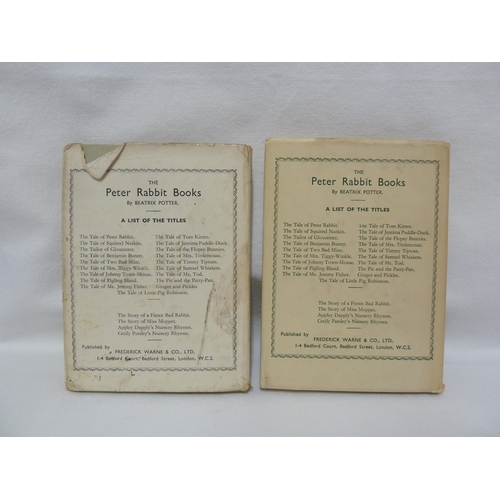 THE
Peter Rabbit Books
By BEATRIX POTTER.
A LIST OF THE TITLES
The Tale of Peter Rabbit. The Tale of Tom Kitten.
The Tale of Squirrel Nutkin. The Tale of Jemima Puddle-Duck.
The Tailor of Gloucester. The Tale of the Flopsy Bunnies.
The Tale of Benjamin Bunny. The Tale of Mrs. Tittlemouse.
The Tale of Two Bad Mice. The Tale of Timmy Tiptoes.
The Tale of Mrs. Tiggy-Winkle. The Tale of Samuel Whiskers.
The Tale of Johnny Town-Mouse. The Tale of Mr. Tod.
The Tale of Pigling Bland. The Pie and the Patty-Pan.
The Tale of Mr. Jeremy Fisher. Ginger and Pickles.
The Tale of Little Pig Robinson.
The Story of a Fierce Bad Rabbit.
The Story of Miss Moppet.
Appley Dapply's Nursery Rhymes.
Cecily Parsley's Nursery Rhymes.
Published by
FREDERICK WARNE & CO., LTD.
1-4 Bedford Court, Bedford Street, London, W.C.2.
THE
Peter Rabbit Books
By BEATRIX POTTER.
A LIST OF THE TITLES
The Tale of Peter Rabbit. The Tale of Tom Kitten.
The Tale of Squirrel Nutkin. The Tale of Jemima Puddle-Duck.
The Tailor of Gloucester. The Tale of the Flopsy Bunnies.
The Tale of Benjamin Bunny. The Tale of Mrs. Tittlemouse.
The Tale of Two Bad Mice. The Tale of Timmy Tiptoes.
The Tale of Mrs. Tiggy-Winkle. The Tale of Samuel Whiskers.
The Tale of Johnny Town-Mouse. The Tale of Mr. Tod.
The Tale of Pigling Bland. The Pie and the Patty-Pan.
The Tale of Mr. Jeremy Fisher. Ginger and Pickles.
The Tale of Little Pig Robinson.
The Story of a Fierce Bad Rabbit.
The Story of Miss Moppet.
Appley Dapply's Nursery Rhymes.
Cecily Parsley's Nursery Rhymes.
Published by
FREDERICK WARNE & CO., LTD.
1-4 Bedford Court, Bedford Street, London, W.C.2.